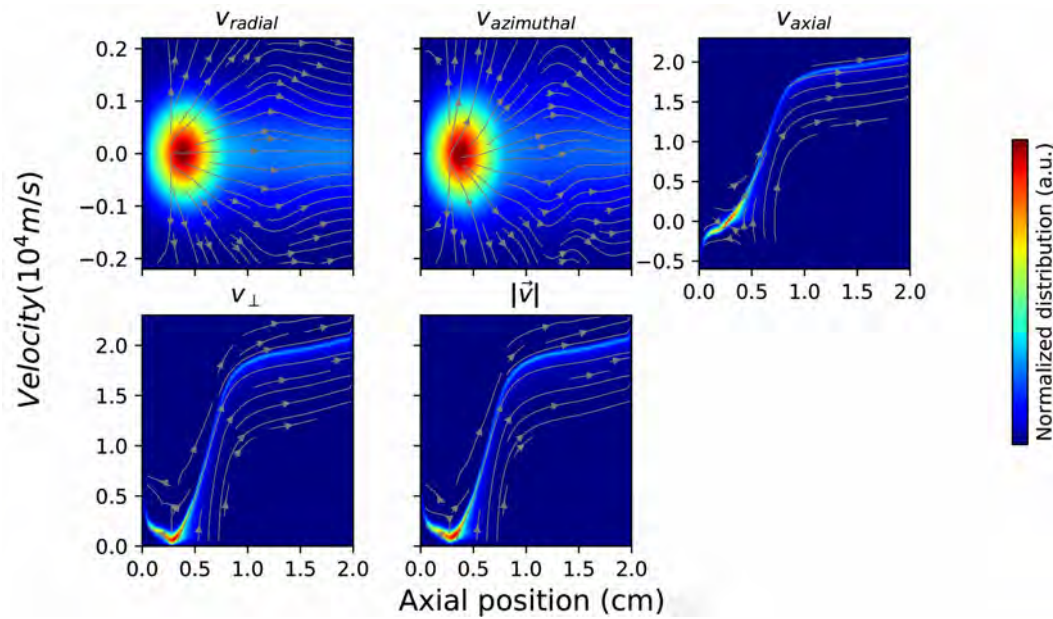 v_radial
v_azimuthal
v_axial
0.2
0.1
0.0
−0.1
−0.2
2.0
1.5
1.0
0.5
0.0
−0.5
0.0 0.5 1.0 1.5 2.0
v_⊥
|v⃗|
2.0
1.5
1.0
0.5
0.0
0.0 0.5 1.0 1.5 2.0
0.0 0.5 1.0 1.5 2.0
Velocity(10⁴m/s)
Axial position (cm)
Normalized distribution (a.u.)